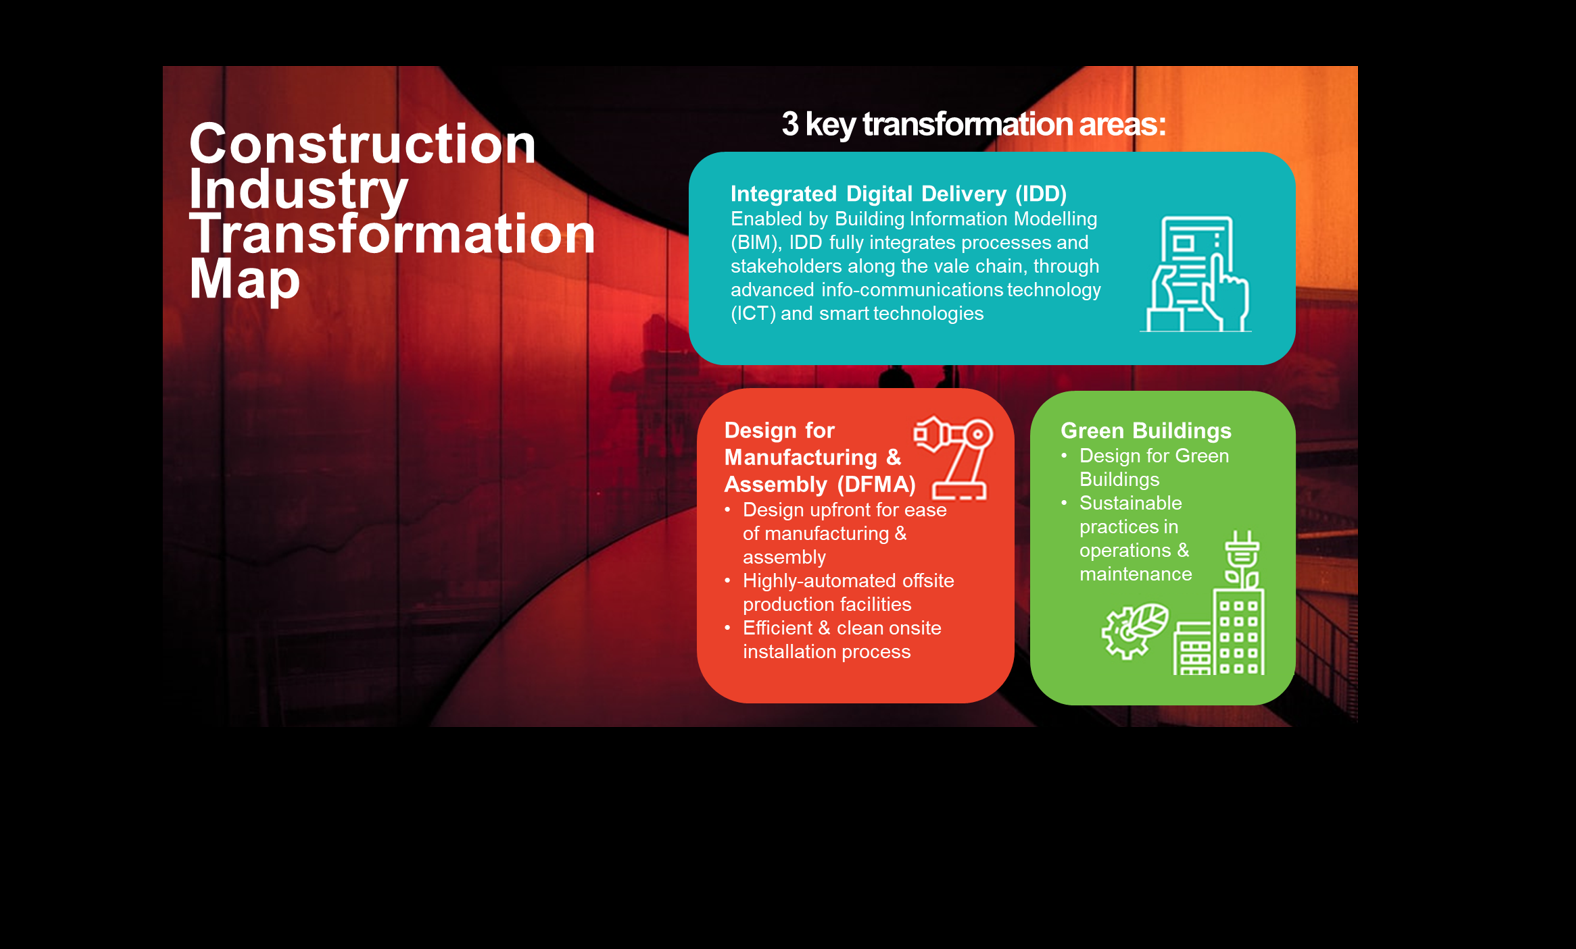 Construction
Industry
Transformation
Map
3 key transformation areas:
Integrated Digital Delivery (IDD)
Enabled by Building Information Modelling
(BIM), IDD fully integrates processes and
stakeholders along the vale chain, through
advanced info-communications technology
(ICT) and smart technologies
Design for
Manufacturing &
Assembly (DFMA)
• Design upfront for ease
of manufacturing &
assembly
• Highly-automated offsite
production facilities
• Efficient & clean onsite
installation process
Green Buildings
• Design for Green
Buildings
• Sustainable
practices in
operations &
maintenance